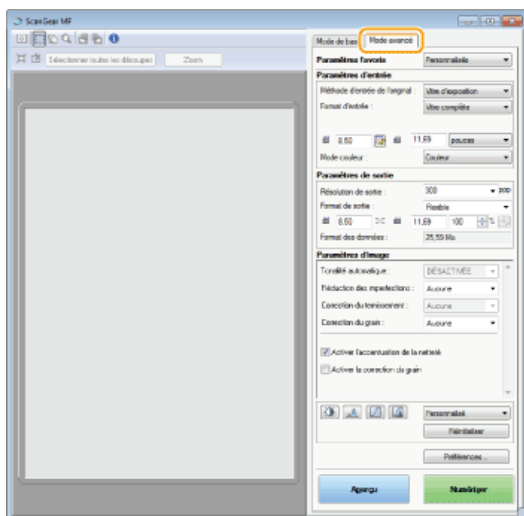 ScanGear MF
Mode de base Mode avancé
Sélectionner toutes les découpes Zoom
Paramètres favoris Personnalisés
Paramètres d'entrée
Méthode d'entrée de l'original : Vitre d'exposition
Format d'entrée : Vitre complète
8.50 11,69 pouces
Mode couleur : Couleur
Paramètres de sortie
Résolution de sortie : 300 ppp
Format de sortie : Flexible
8.50 11,69 100 %
Format des données : 25,59 Mo
Paramètres d'image
Tonalité automatique : DÉSACTIVÉE
Réduction des imperfections : Aucune
Correction du ternissement : Aucune
Correction du grain : Aucune
Activer l'accentuation de la netteté
Activer la correction du grain
Personnalisé
Réinitialiser
Préférences...
Aperçu Numériser